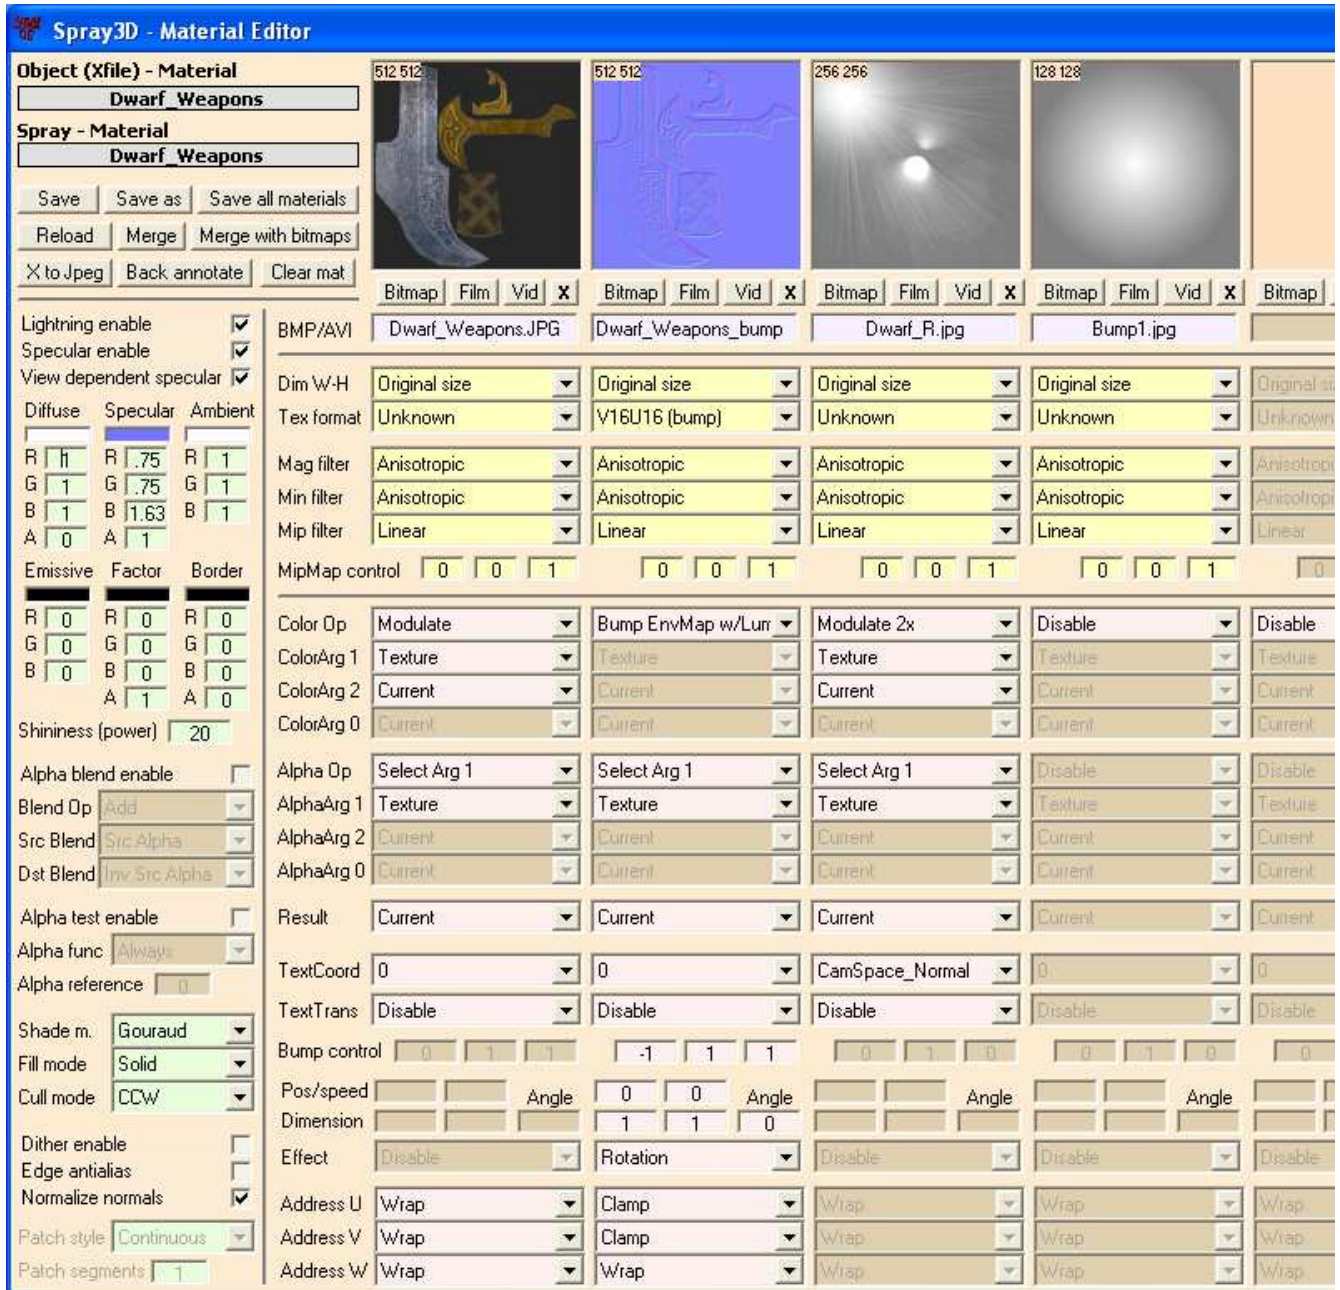 Spray3D - Material Editor
Object (Xfile) - Material
Dwarf_Weapons
Spray - Material
Dwarf_Weapons
Save Save as Save all materials
Reload Merge Merge with bitmaps
X to Jpeg Back annotate Clear mat
512 512 512 512 256 256 128 128
Bitmap Film Vid X Bitmap Film Vid X Bitmap Film Vid X Bitmap Film Vid X Bitmap
BMP/AVI Dwarf_Weapons.JPG Dwarf_Weapons_bump Dwarf_R.jpg Bump1.jpg
Lightning enable
Specular enable
View dependent specular
Diffuse Specular Ambient
R 1 R .75 R 1
G 1 G .75 G 1
B 1 B 1.63 B 1
A 0 A 1
Emissive Factor Border
R 0 R 0 R 0
G 0 G 0 G 0
B 0 B 0 B 0
A 1 A 0
Shininess (power) 20
Alpha blend enable
Blend Op Add
Src Blend Src Alpha
Dst Blend Inv Src Alpha
Alpha test enable
Alpha func Always
Alpha reference 0
Shade m. Gouraud
Fill mode Solid
Cull mode CCW
Dither enable
Edge antialias
Normalize normals
Patch style Continuous
Patch segments 1
Dim W-H Original size Original size Original size Original size Original si
Tex format Unknown V16U16 (bump) Unknown Unknown Unknown
Mag filter Anisotropic Anisotropic Anisotropic Anisotropic Anisotropi
Min filter Anisotropic Anisotropic Anisotropic Anisotropic Anisotropi
Mip filter Linear Linear Linear Linear Linear
MipMap control 0 0 1 0 0 1 0 0 1 0 0 1 0
Color Op Modulate Bump EnvMap w/Lum Modulate 2x Disable Disable
ColorArg 1 Texture Texture Texture Texture Texture
ColorArg 2 Current Current Current Current Current
ColorArg 0 Current Current Current Current Current
Alpha Op Select Arg 1 Select Arg 1 Select Arg 1 Disable Disable
AlphaArg 1 Texture Texture Texture Texture Texture
AlphaArg 2 Current Current Current Current Current
AlphaArg 0 Current Current Current Current Current
Result Current Current Current Current Current
TextCoord 0 0 CamSpace_Normal 0 0
TextTrans Disable Disable Disable Disable Disable
Bump control 0 1 1 -1 1 1 0 1 0 0 1 0 0
Pos/speed Angle 0 0 Angle Angle Angle
Dimension 1 1 0
Effect Disable Rotation Disable Disable Disable
Address U Wrap Clamp Wrap Wrap Wrap
Address V Wrap Clamp Wrap Wrap Wrap
Address W Wrap Wrap Wrap Wrap Wrap